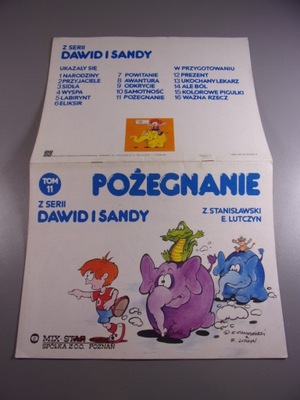 Z SERII
DAWID I SANDY
UKAZAŁY SIĘ
1 NARODZINY
2 PRZYJACIELE
3 SIDŁA
4 WYSPA
5 LABIRYNT
6 ELIKSIR
7 POWITANIE
8 AWANTURA
9 ODKRYCIE
10 SAMOTNOŚĆ
11 POŻEGNANIE
W PRZYGOTOWANIU
12 PREZENT
13 UKOCHANY LEKARZ
14 ALE BÓL
15 KOLOROWE PIGUŁKI
16 WAŻNA RZECZ
TOM
11
POŻEGNANIE
Z SERII
DAWID I SANDY
Z. STANISŁAWSKI
E. LUTCZYN
MIX STAR
SPÓŁKA Z O.O. POZNAŃ